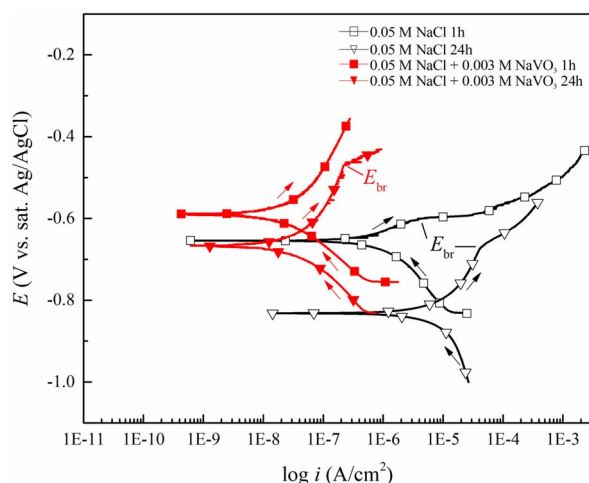 0.05 M NaCl 1h
0.05 M NaCl 24h
0.05 M NaCl + 0.003 M NaVO₃ 1h
0.05 M NaCl + 0.003 M NaVO₃ 24h
-0.2
-0.4
-0.6
-0.8
-1.0
E (V vs. sat. Ag/AgCl)
E_br
E_br
1E-11 1E-10 1E-9 1E-8 1E-7 1E-6 1E-5 1E-4 1E-3
log i (A/cm²)